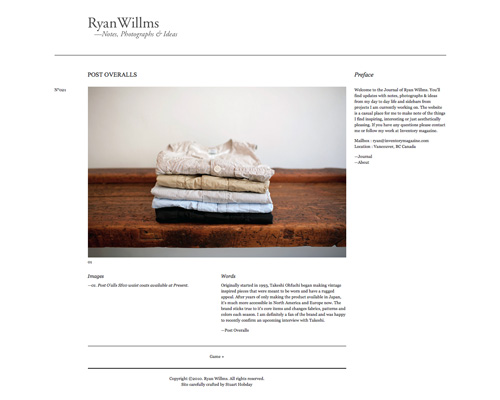 RyanWillms
—Notes, Photographs & Ideas
POST OVERALLS
Preface
Nº091
Welcome to the Journal of Ryan Willms. You'll
find updates with notes, photographs & ideas
from my day to day life and sidebars from
projects I am currently working on. The website
is a casual place for me to make note of the things
I find inspiring, interesting or just aesthetically
pleasing. If you have any questions please contact
me or follow my work at Inventory magazine.
Mailbox : ryan@inventorymagazine.com
Location : Vancouver, BC Canada
—Journal
—About
01
Images
—01. Post O'alls filler waist coats available at Present.
Words
Originally started in 1993, Takeshi Ohfuchi began making vintage
inspired pieces that were meant to be worn and have a rugged
appeal. After years of only making the product available in Japan,
it's much more accessible in North America and Europe now. The
brand sticks true to it's core items and changes fabrics, patterns and
colors each season. I am definitely a fan of the brand and was happy
to recently confirm an upcoming interview with Takeshi.
—Post Overalls
Game »
Copyright ©2010. Ryan Willms. All rights reserved.
Site carefully crafted by Stuart Holoday